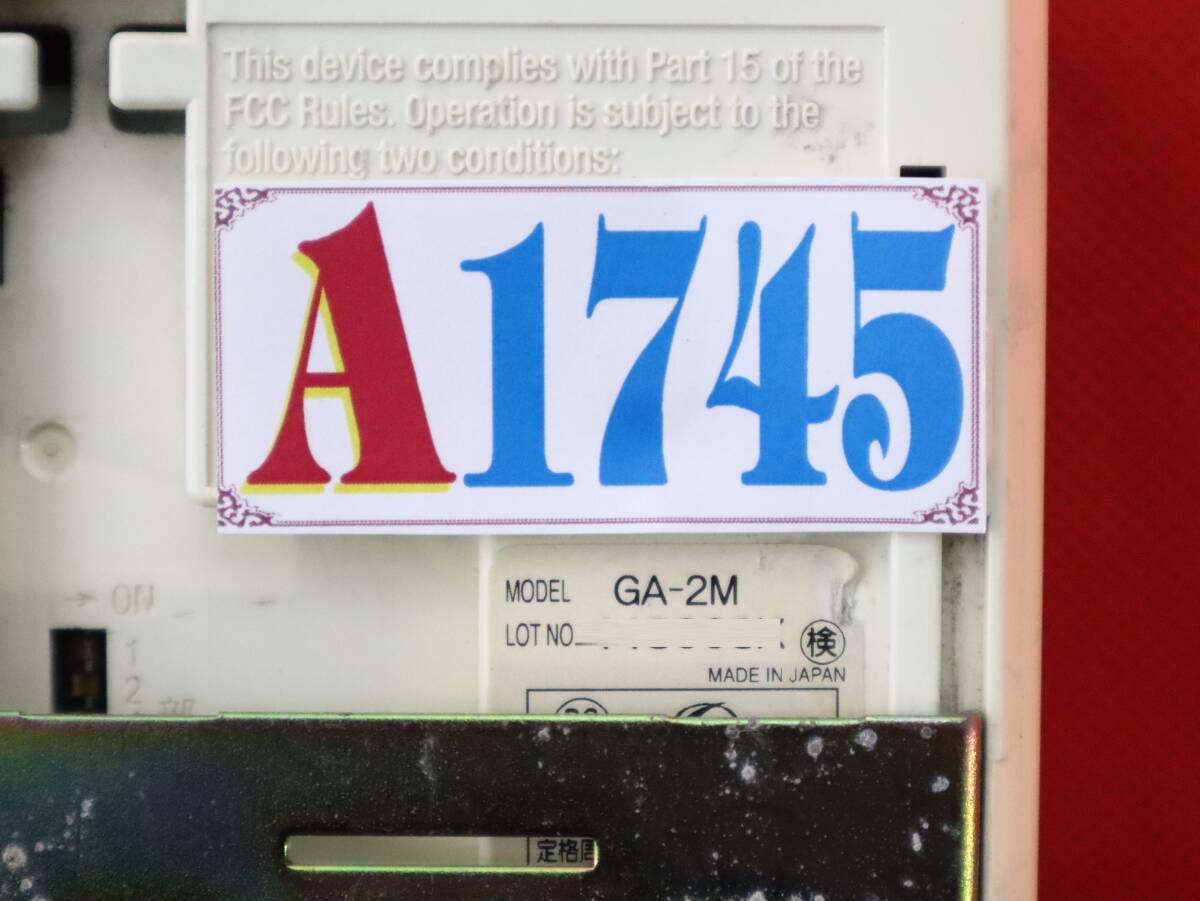 This device complies with Part 15 of the
FCC Rules. Operation is subject to the
following two conditions:
A1745
MODEL GA-2M
LOT NO.
検
MADE IN JAPAN
ON
1
2
部
定格